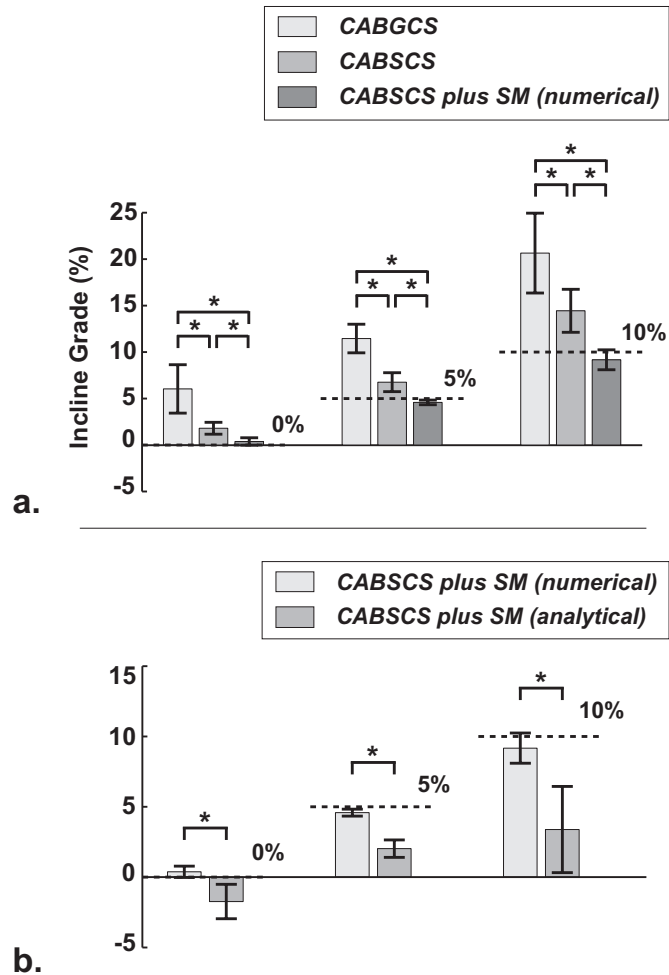 CABGCS
CABSCS
CABSCS plus SM (numerical)
* * *
* * *
* * *
25
20
15
10
5
0
-5
Incline Grade (%)
0%
5%
10%
a.
CABSCS plus SM (numerical)
CABSCS plus SM (analytical)
*
*
*
15
10
5
0
-5
0%
5%
10%
b.